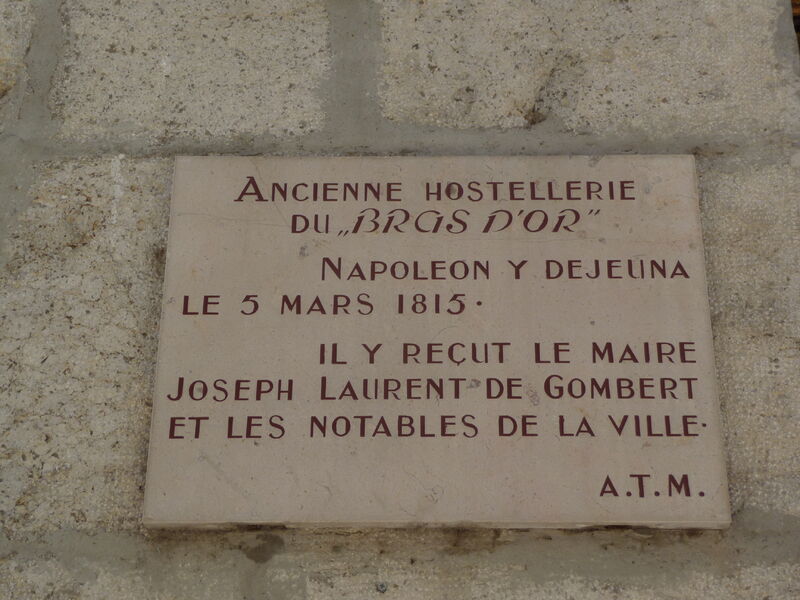 ANCIENNE HOSTELLERIE
DU „BRAS D'OR"
NAPOLEON Y DEJEUNA
LE 5 MARS 1815.
IL Y REÇUT LE MAIRE
JOSEPH LAURENT DE GOMBERT
ET LES NOTABLES DE LA VILLE.
A.T.M.